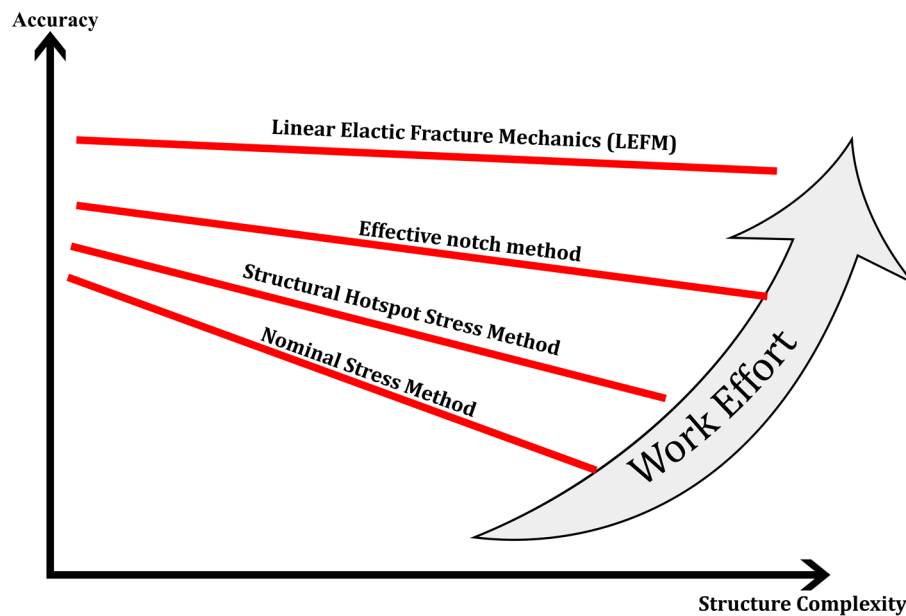 Accuracy
Linear Elactic Fracture Mechanics (LEFM)
Effective notch method
Structural Hotspot Stress Method
Nominal Stress Method
Work Effort
Structure Complexity